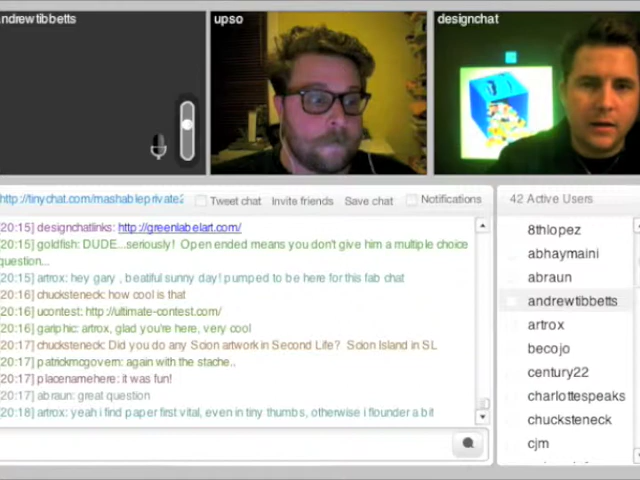 andrewtibbetts
upso
designchat
http://tinychat.com/mashableprivate2
Tweet chat Invite friends Save chat Notifications
42 Active Users
[20:15] designchatlinks: http://greenlabelart.com/
[20:15] goldfish: DUDE...seriously! Open ended means you don't give him a multiple choice
question...
[20:15] artrox: hey gary , beatiful sunny day! pumped to be here for this fab chat
[20:16] chucksteneck: how cool is that
[20:16] ucontest: http://ultimate-contest.com/
[20:16] gariphic: artrox, glad you're here, very cool
[20:17] chucksteneck: Did you do any Scion artwork in Second Life? Scion Island in SL
[20:17] patrickmcgovern: again with the stache..
[20:17] placenamehere: it was fun!
[20:17] abraun: great question
[20:18] artrox: yeah i find paper first vital, even in tiny thumbs, otherwise i flounder a bit
8thlopez
abhaymaini
abraun
andrewtibbetts
artrox
becojo
century22
charlottespeaks
chucksteneck
cjm